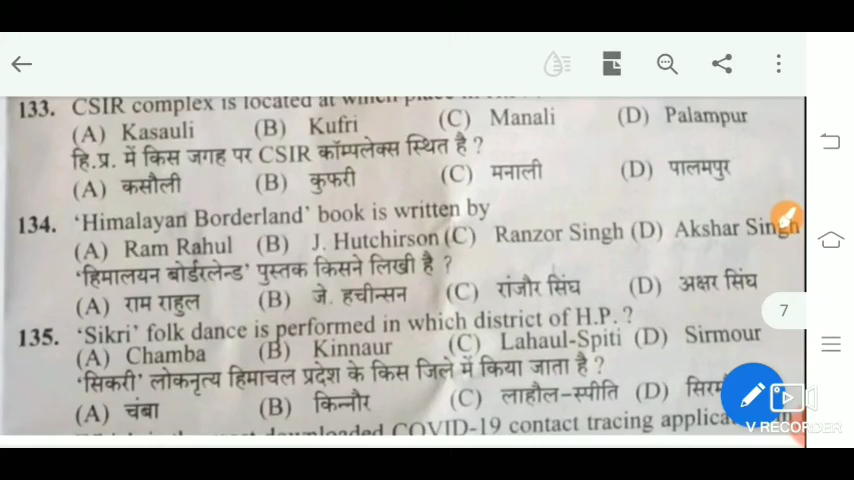 133. CSIR complex is located at which
(A) Kasauli (B) Kufri (C) Manali (D) Palampur
हि.प्र. में किस जगह पर CSIR कॉम्पलेक्स स्थित है ?
(A) कसौली (B) कुफरी (C) मनाली (D) पालमपुर
134. 'Himalayan Borderland' book is written by
(A) Ram Rahul (B) J. Hutchirson (C) Ranzor Singh (D) Akshar Singh
'हिमालयन बोर्डरलेन्ड' पुस्तक किसने लिखी है ?
(A) राम राहुल (B) जे. हचीन्सन (C) रांजौर सिंघ (D) अक्षर सिंघ
7
135. 'Sikri' folk dance is performed in which district of H.P. ?
(A) Chamba (B) Kinnaur (C) Lahaul-Spiti (D) Sirmour
'सिकरी' लोकनृत्य हिमाचल प्रदेश के किस जिले में किया जाता है ?
(A) चंबा (B) किन्नौर (C) लाहौल-स्पीति (D)
downloaded COVID-19 contact tracing
V RECORDER